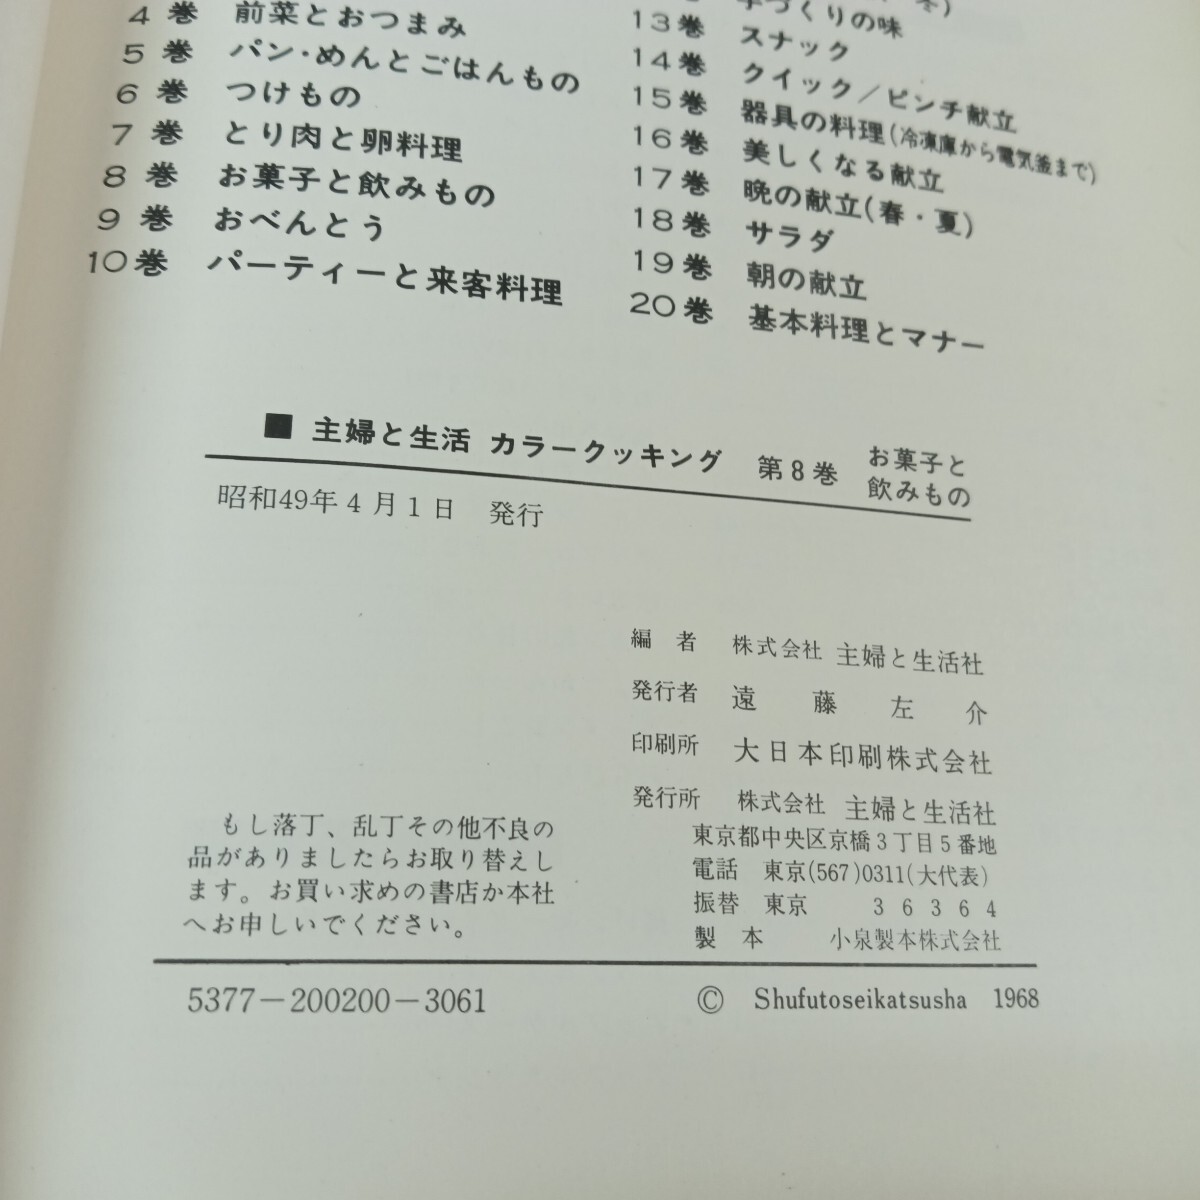 4巻 前菜とおつまみ
5巻 パン・めんとごはんもの
6巻 つけもの
7巻 とり肉と卵料理
8巻 お菓子と飲みもの
9巻 おべんとう
10巻 パーティーと来客料理
冬)
手づくりの味
13巻 スナック
14巻 クイック/ピンチ献立
15巻 器具の料理(冷凍庫から電気釜まで)
16巻 美しくなる献立
17巻 晩の献立(春・夏)
18巻 サラダ
19巻 朝の献立
20巻 基本料理とマナー
■ 主婦と生活 カラークッキング 第8巻 お菓子と
飲みもの
昭和49年4月1日 発行
編者 株式会社 主婦と生活社
発行者 遠藤左介
印刷所 大日本印刷株式会社
発行所 株式会社 主婦と生活社
東京都中央区京橋3丁目5番地
電話 東京(567)0311(大代表)
振替 東京 36364
製本 小泉製本株式会社
もし落丁、乱丁その他不良の
品がありましたらお取り替えし
ます。お買い求めの書店か本社
へお申しいでください。
5377-200200-3061
© Shufutoseikatsusha 1968